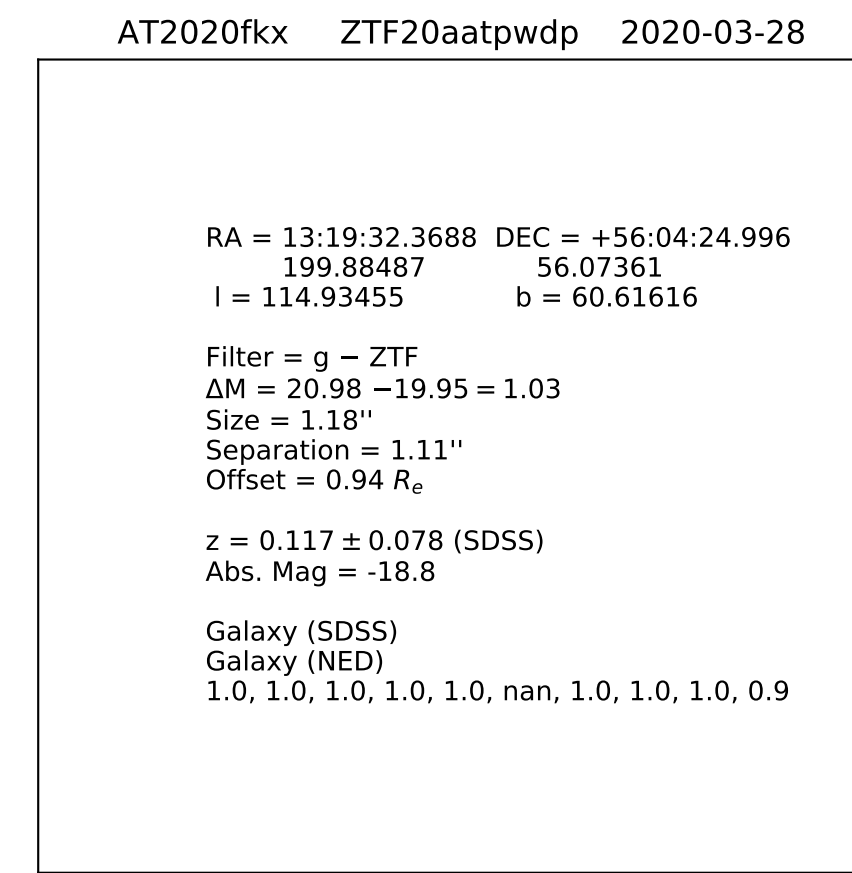 AT2020fkx ZTF20aatpwdp 2020-03-28
RA = 13:19:32.3688 DEC = +56:04:24.996
199.88487 56.07361
l = 114.93455 b = 60.61616
Filter = g − ZTF
ΔM = 20.98 −19.95 = 1.03
Size = 1.18''
Separation = 1.11''
Offset = 0.94 Re
z = 0.117 ± 0.078 (SDSS)
Abs. Mag = -18.8
Galaxy (SDSS)
Galaxy (NED)
1.0, 1.0, 1.0, 1.0, 1.0, nan, 1.0, 1.0, 1.0, 0.9